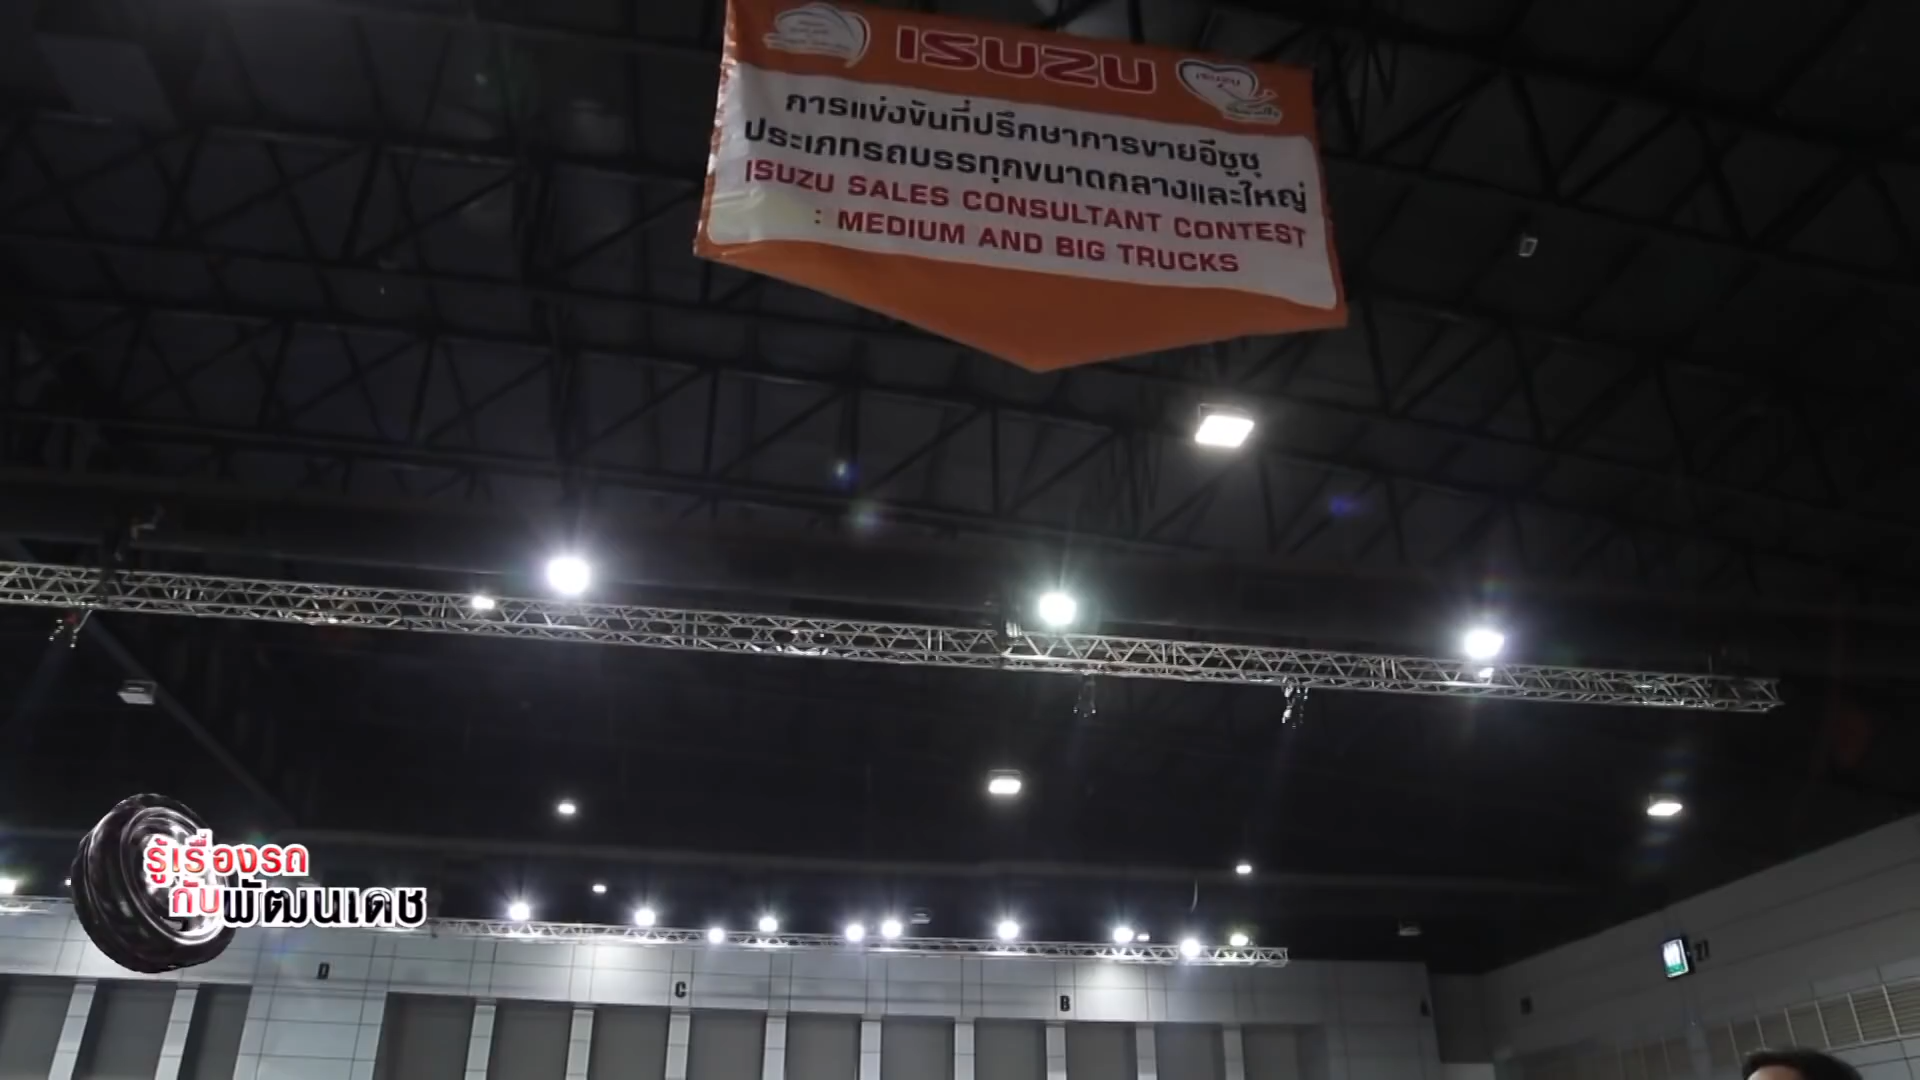 ISUZU
ISUZU
การแข่งขันที่ปรึกษาการขายอีซูซุ
ประเภทรถบรรทุกขนาดกลางและใหญ่
ISUZU SALES CONSULTANT CONTEST
: MEDIUM AND BIG TRUCKS
รู้เรื่องรถ
กับพัฒนเดช
D
C
B
27